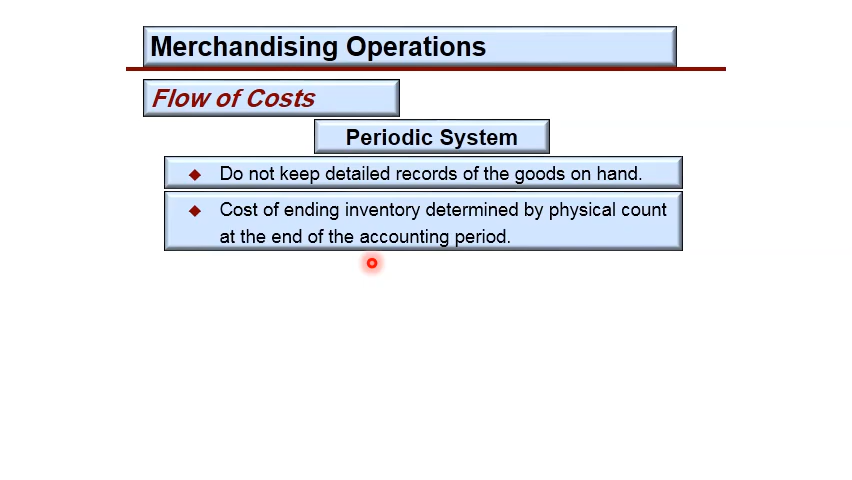 Merchandising Operations
Flow of Costs
Periodic System
◆ Do not keep detailed records of the goods on hand.
◆ Cost of ending inventory determined by physical count
at the end of the accounting period.